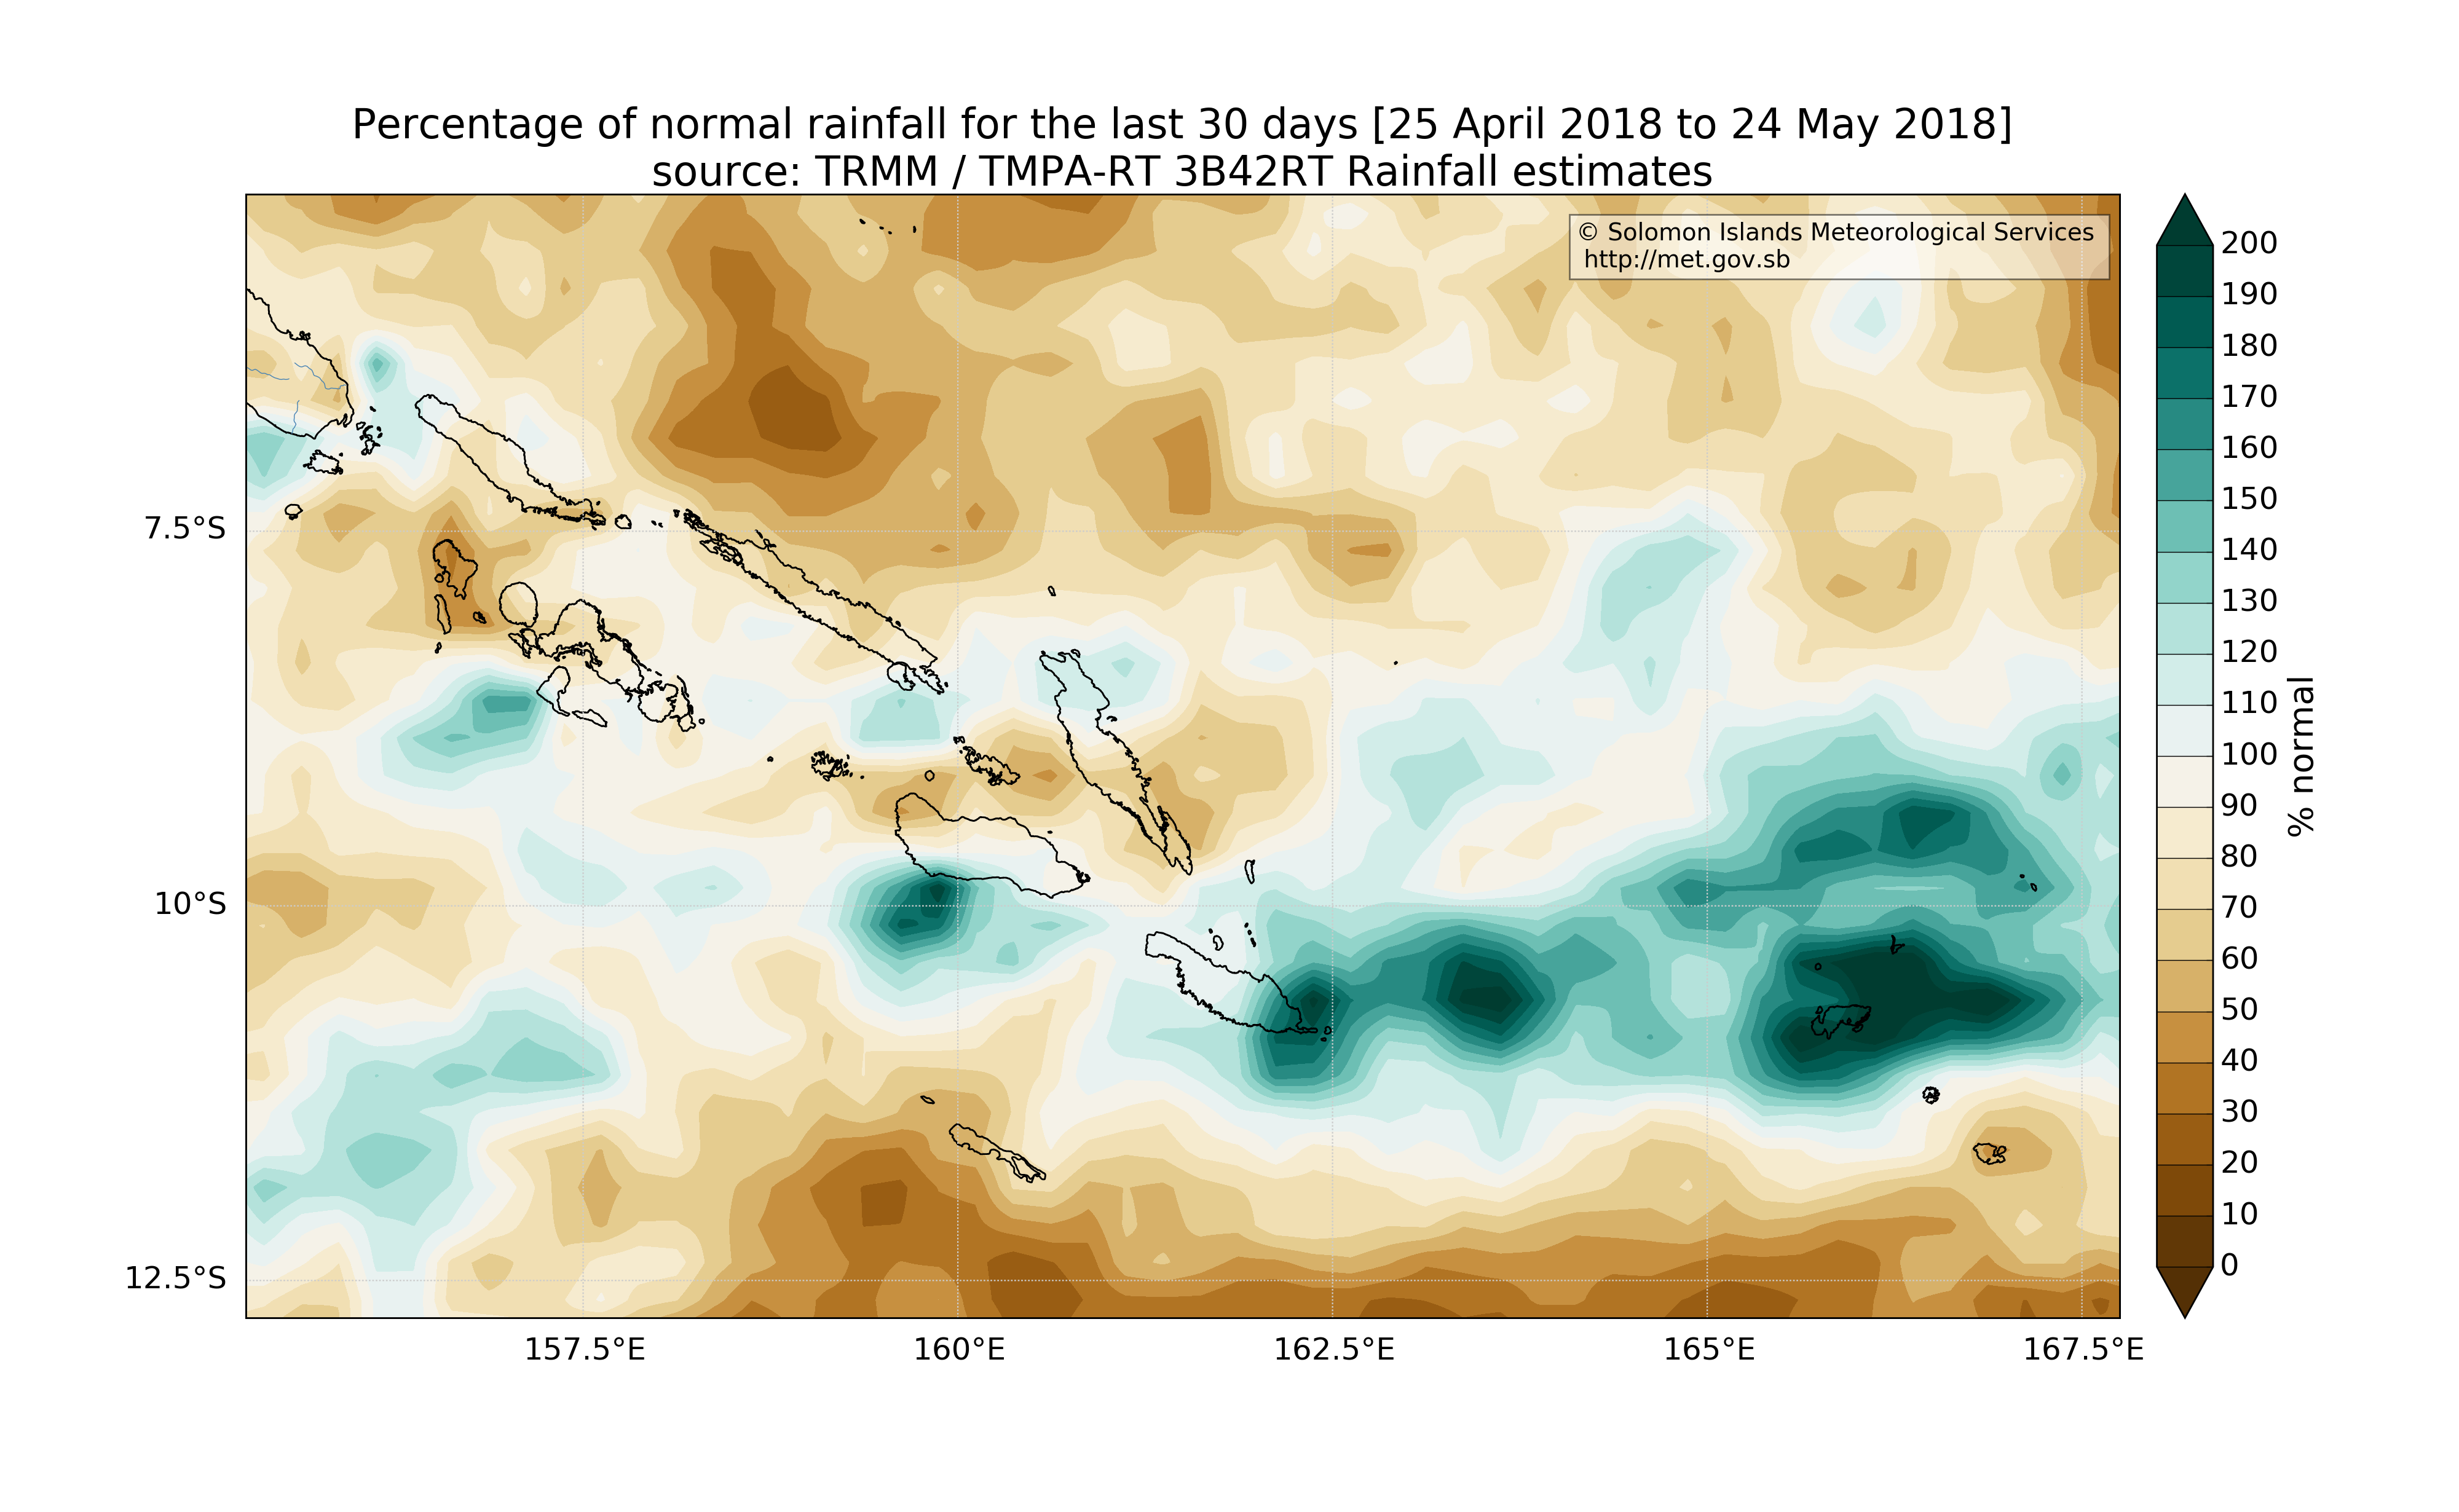 Percentage of normal rainfall for the last 30 days [25 April 2018 to 24 May 2018]
source: TRMM / TMPA-RT 3B42RT Rainfall estimates
© Solomon Islands Meteorological Services
http://met.gov.sb
7.5°S
10°S
12.5°S
157.5°E
160°E
162.5°E
165°E
167.5°E
200
190
180
170
160
150
140
130
120
110
100
90
80
70
60
50
40
30
20
10
0
% normal